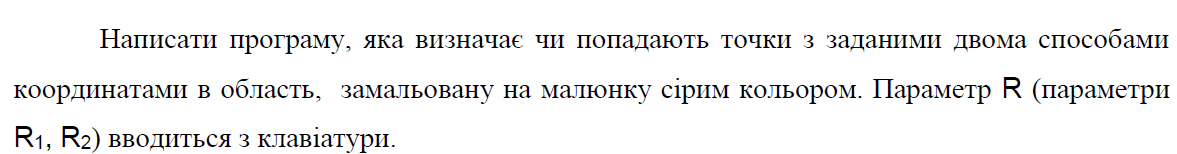 Написати програму, яка визначає чи попадають точки з заданими двома способами
координатами в область, замальовану на малюнку сірим кольором. Параметр R (параметри
R1, R2) вводиться з клавіатури.